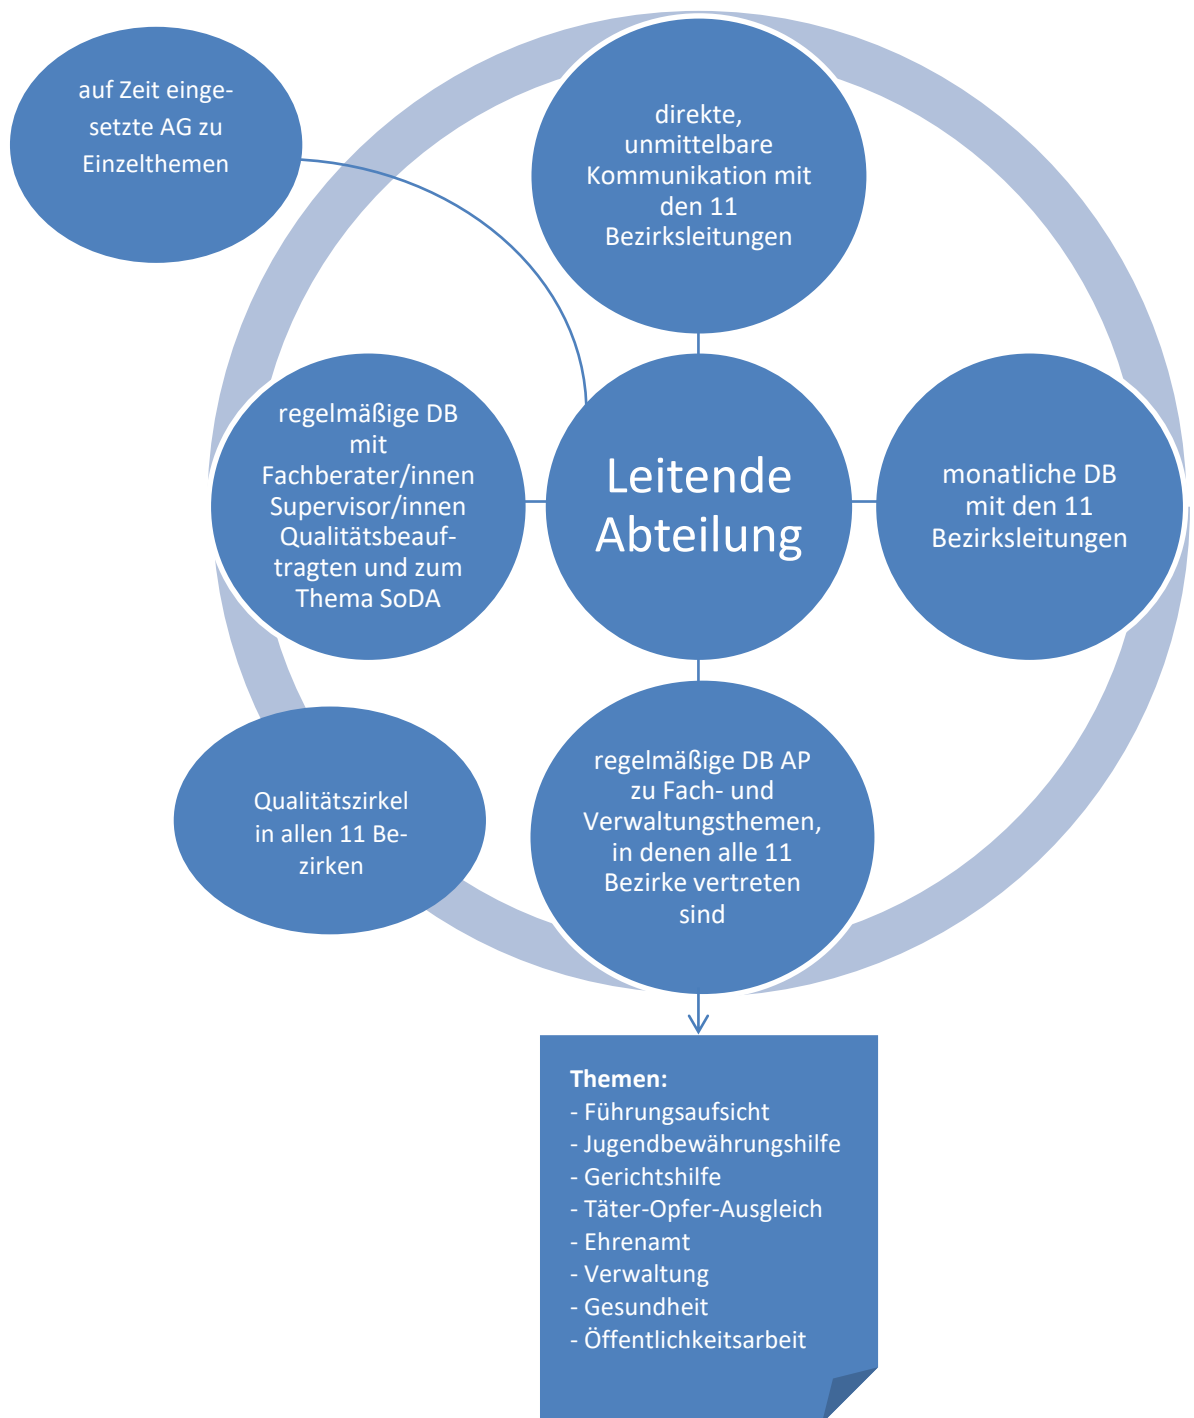 auf Zeit einge-
setzte AG zu
Einzelthemen
direkte,
unmittelbare
Kommunikation mit
den 11
Bezirksleitungen
regelmäßige DB
mit
Fachberater/innen
Supervisor/innen
Qualitätsbeauf-
tragten und zum
Thema SoDA
Leitende
Abteilung
monatliche DB
mit den 11
Bezirksleitungen
Qualitätszirkel
in allen 11 Be-
zirken
regelmäßige DB AP
zu Fach- und
Verwaltungsthemen,
in denen alle 11
Bezirke vertreten
sind
Themen:
- Führungsaufsicht
- Jugendbewährungshilfe
- Gerichtshilfe
- Täter-Opfer-Ausgleich
- Ehrenamt
- Verwaltung
- Gesundheit
- Öffentlichkeitsarbeit